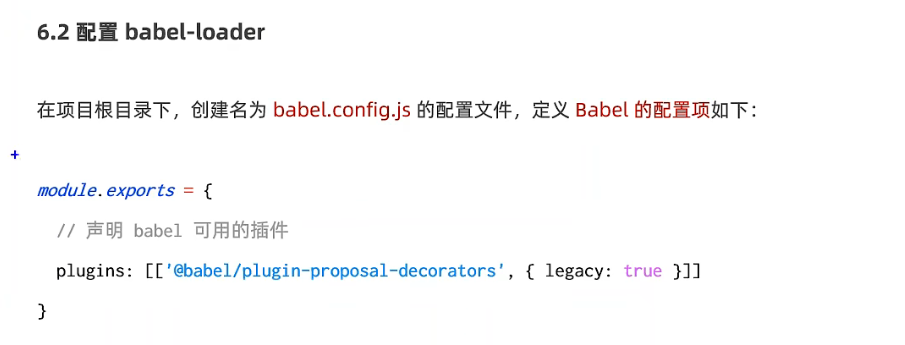 6.2 配置 babel-loader
在项目根目录下，创建名为 babel.config.js 的配置文件，定义 Babel 的配置项如下：
+
module.exports = {
// 声明 babel 可用的插件
plugins: [['@babel/plugin-proposal-decorators', { legacy: true }]]
}